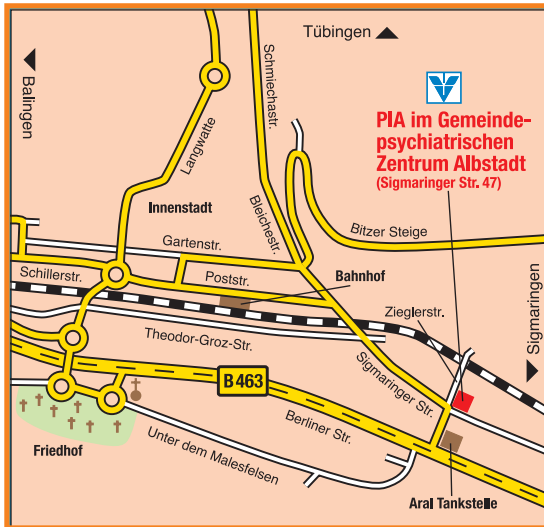 Tübingen
Balingen
Schmiechastr.
PIA im Gemeinde-
psychiatrischen
Zentrum Albstadt
(Sigmaringer Str. 47)
Langwatte
Innenstadt
Bleichestr.
Bitzer Steige
Gartenstr.
Schillerstr.
Poststr.
Bahnhof
Sigmaringen
Zieglerstr.
Theodor-Groz-Str.
Sigmaringer Str.
B 463
Berliner Str.
Friedhof
Unter dem Malesfelsen
Aral Tankstelle